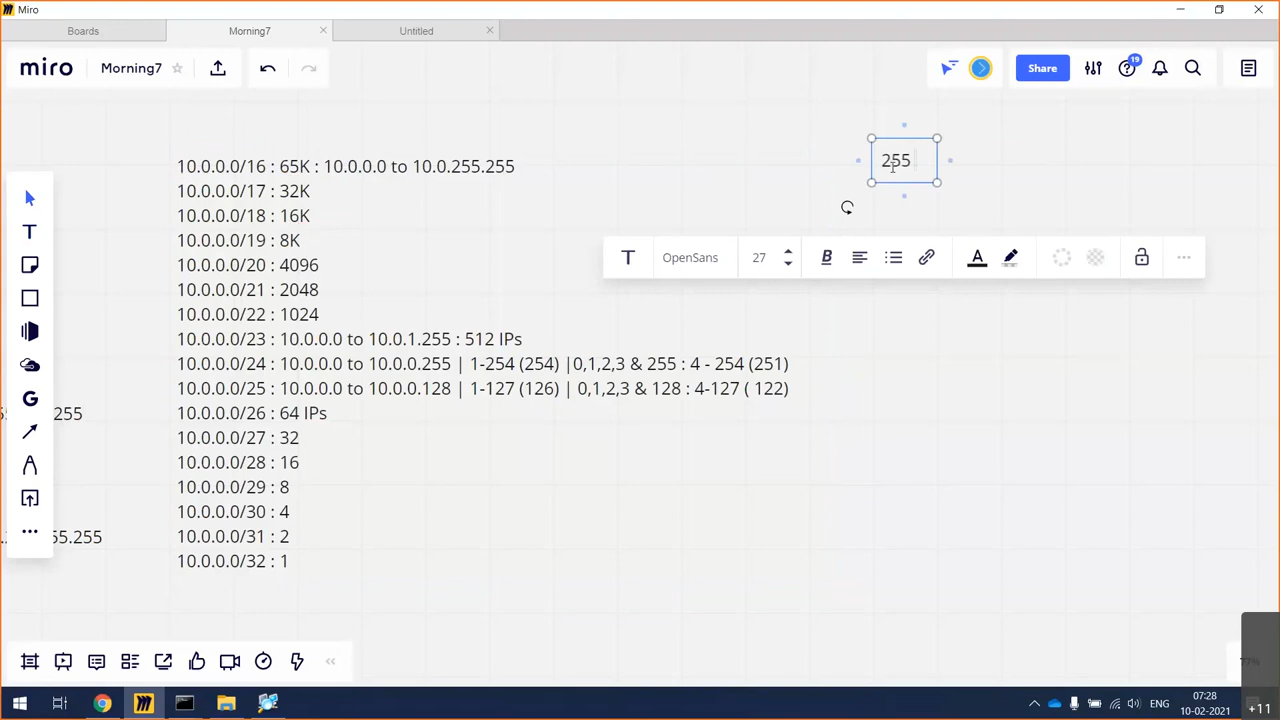 Miro
Boards
Morning7
Untitled
miro
Morning7
19
Share
255
10.0.0.0/16 : 65K : 10.0.0.0 to 10.0.255.255
10.0.0.0/17 : 32K
10.0.0.0/18 : 16K
10.0.0.0/19 : 8K
10.0.0.0/20 : 4096
10.0.0.0/21 : 2048
10.0.0.0/22 : 1024
10.0.0.0/23 : 10.0.0.0 to 10.0.1.255 : 512 IPs
10.0.0.0/24 : 10.0.0.0 to 10.0.0.255 | 1-254 (254) |0,1,2,3 & 255 : 4 - 254 (251)
10.0.0.0/25 : 10.0.0.0 to 10.0.0.128 | 1-127 (126) | 0,1,2,3 & 128 : 4-127 ( 122)
10.0.0.0/26 : 64 IPs
10.0.0.0/27 : 32
10.0.0.0/28 : 16
10.0.0.0/29 : 8
10.0.0.0/30 : 4
10.0.0.0/31 : 2
10.0.0.0/32 : 1
T
OpenSans
27
B
A
255
55.255
77%
ENG
07:28
10-02-2021
+11